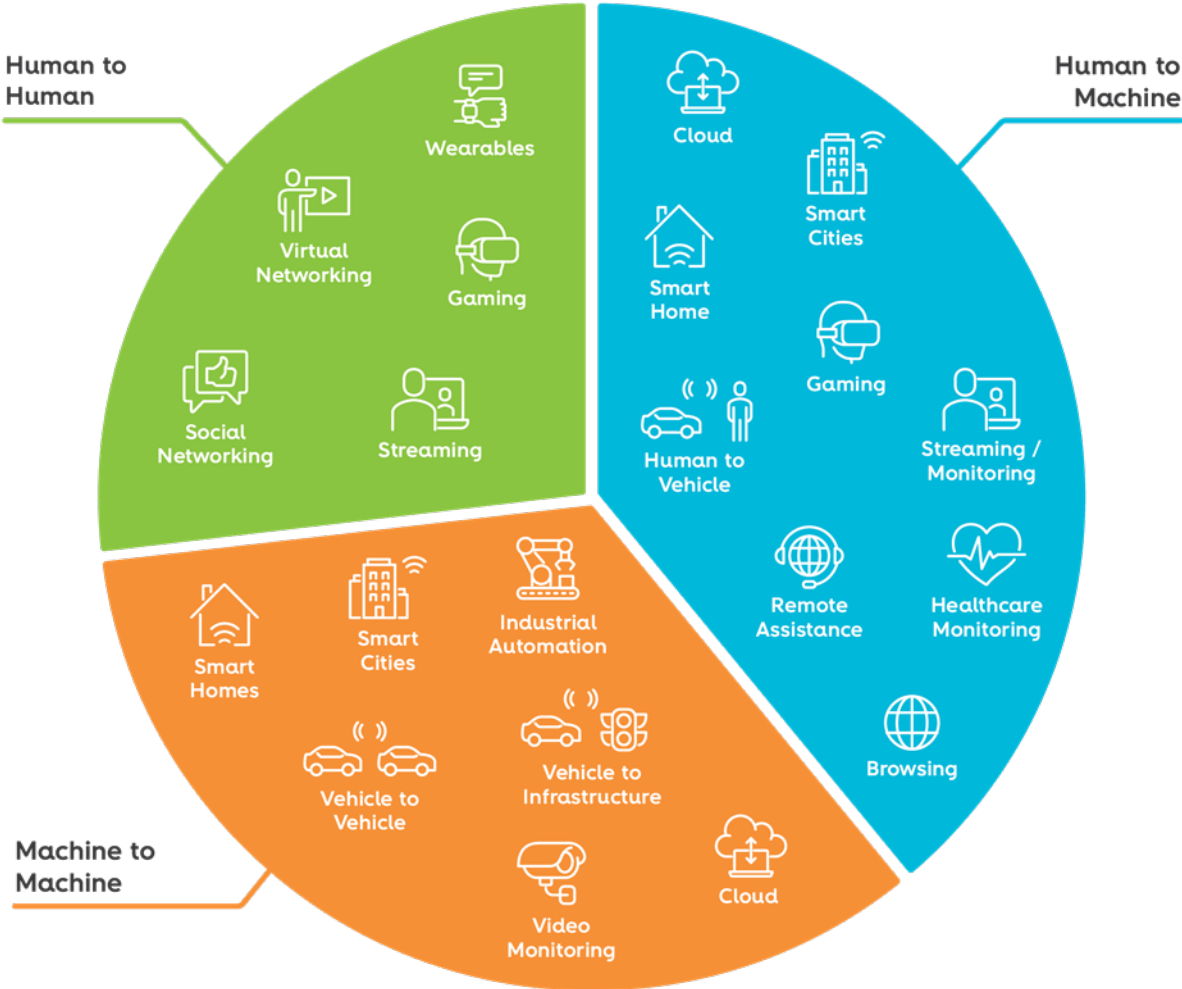 Human to
Human
Wearables
Virtual
Networking
Gaming
Social
Networking
Streaming
Human to
Machine
Cloud
Smart
Cities
Smart
Home
Gaming
Human to
Vehicle
Streaming /
Monitoring
Remote
Assistance
Healthcare
Monitoring
Browsing
Machine to
Machine
Smart
Homes
Smart
Cities
Industrial
Automation
Vehicle to
Vehicle
Vehicle to
Infrastructure
Video
Monitoring
Cloud